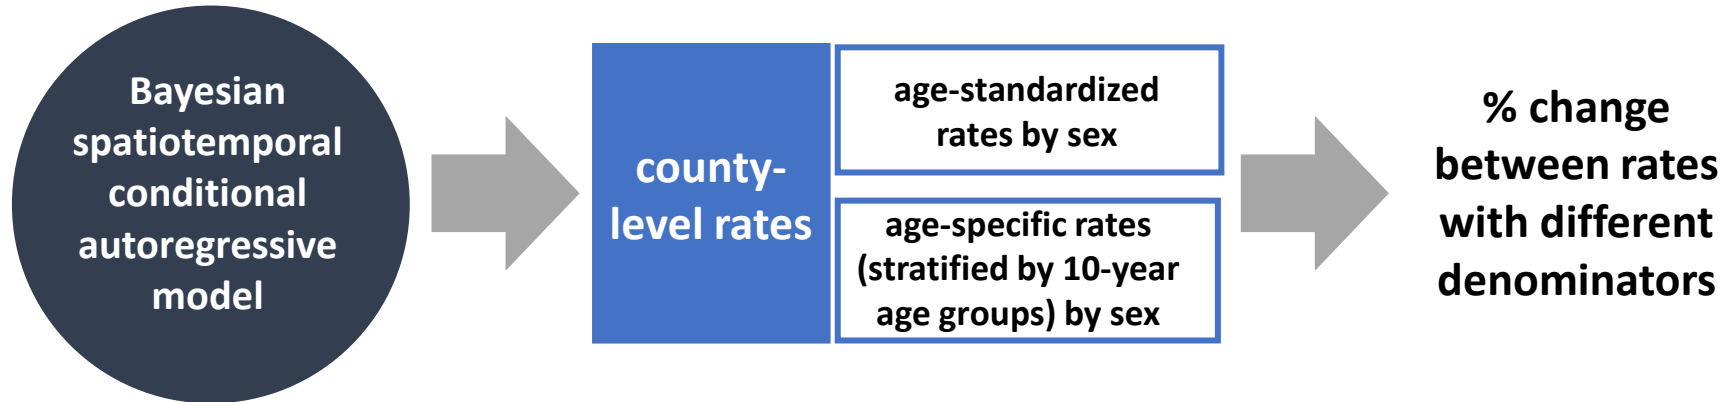 Bayesian
spatiotemporal
conditional
autoregressive
model
county-
level rates
age-standardized
rates by sex
age-specific rates
(stratified by 10-year
age groups) by sex
% change
between rates
with different
denominators